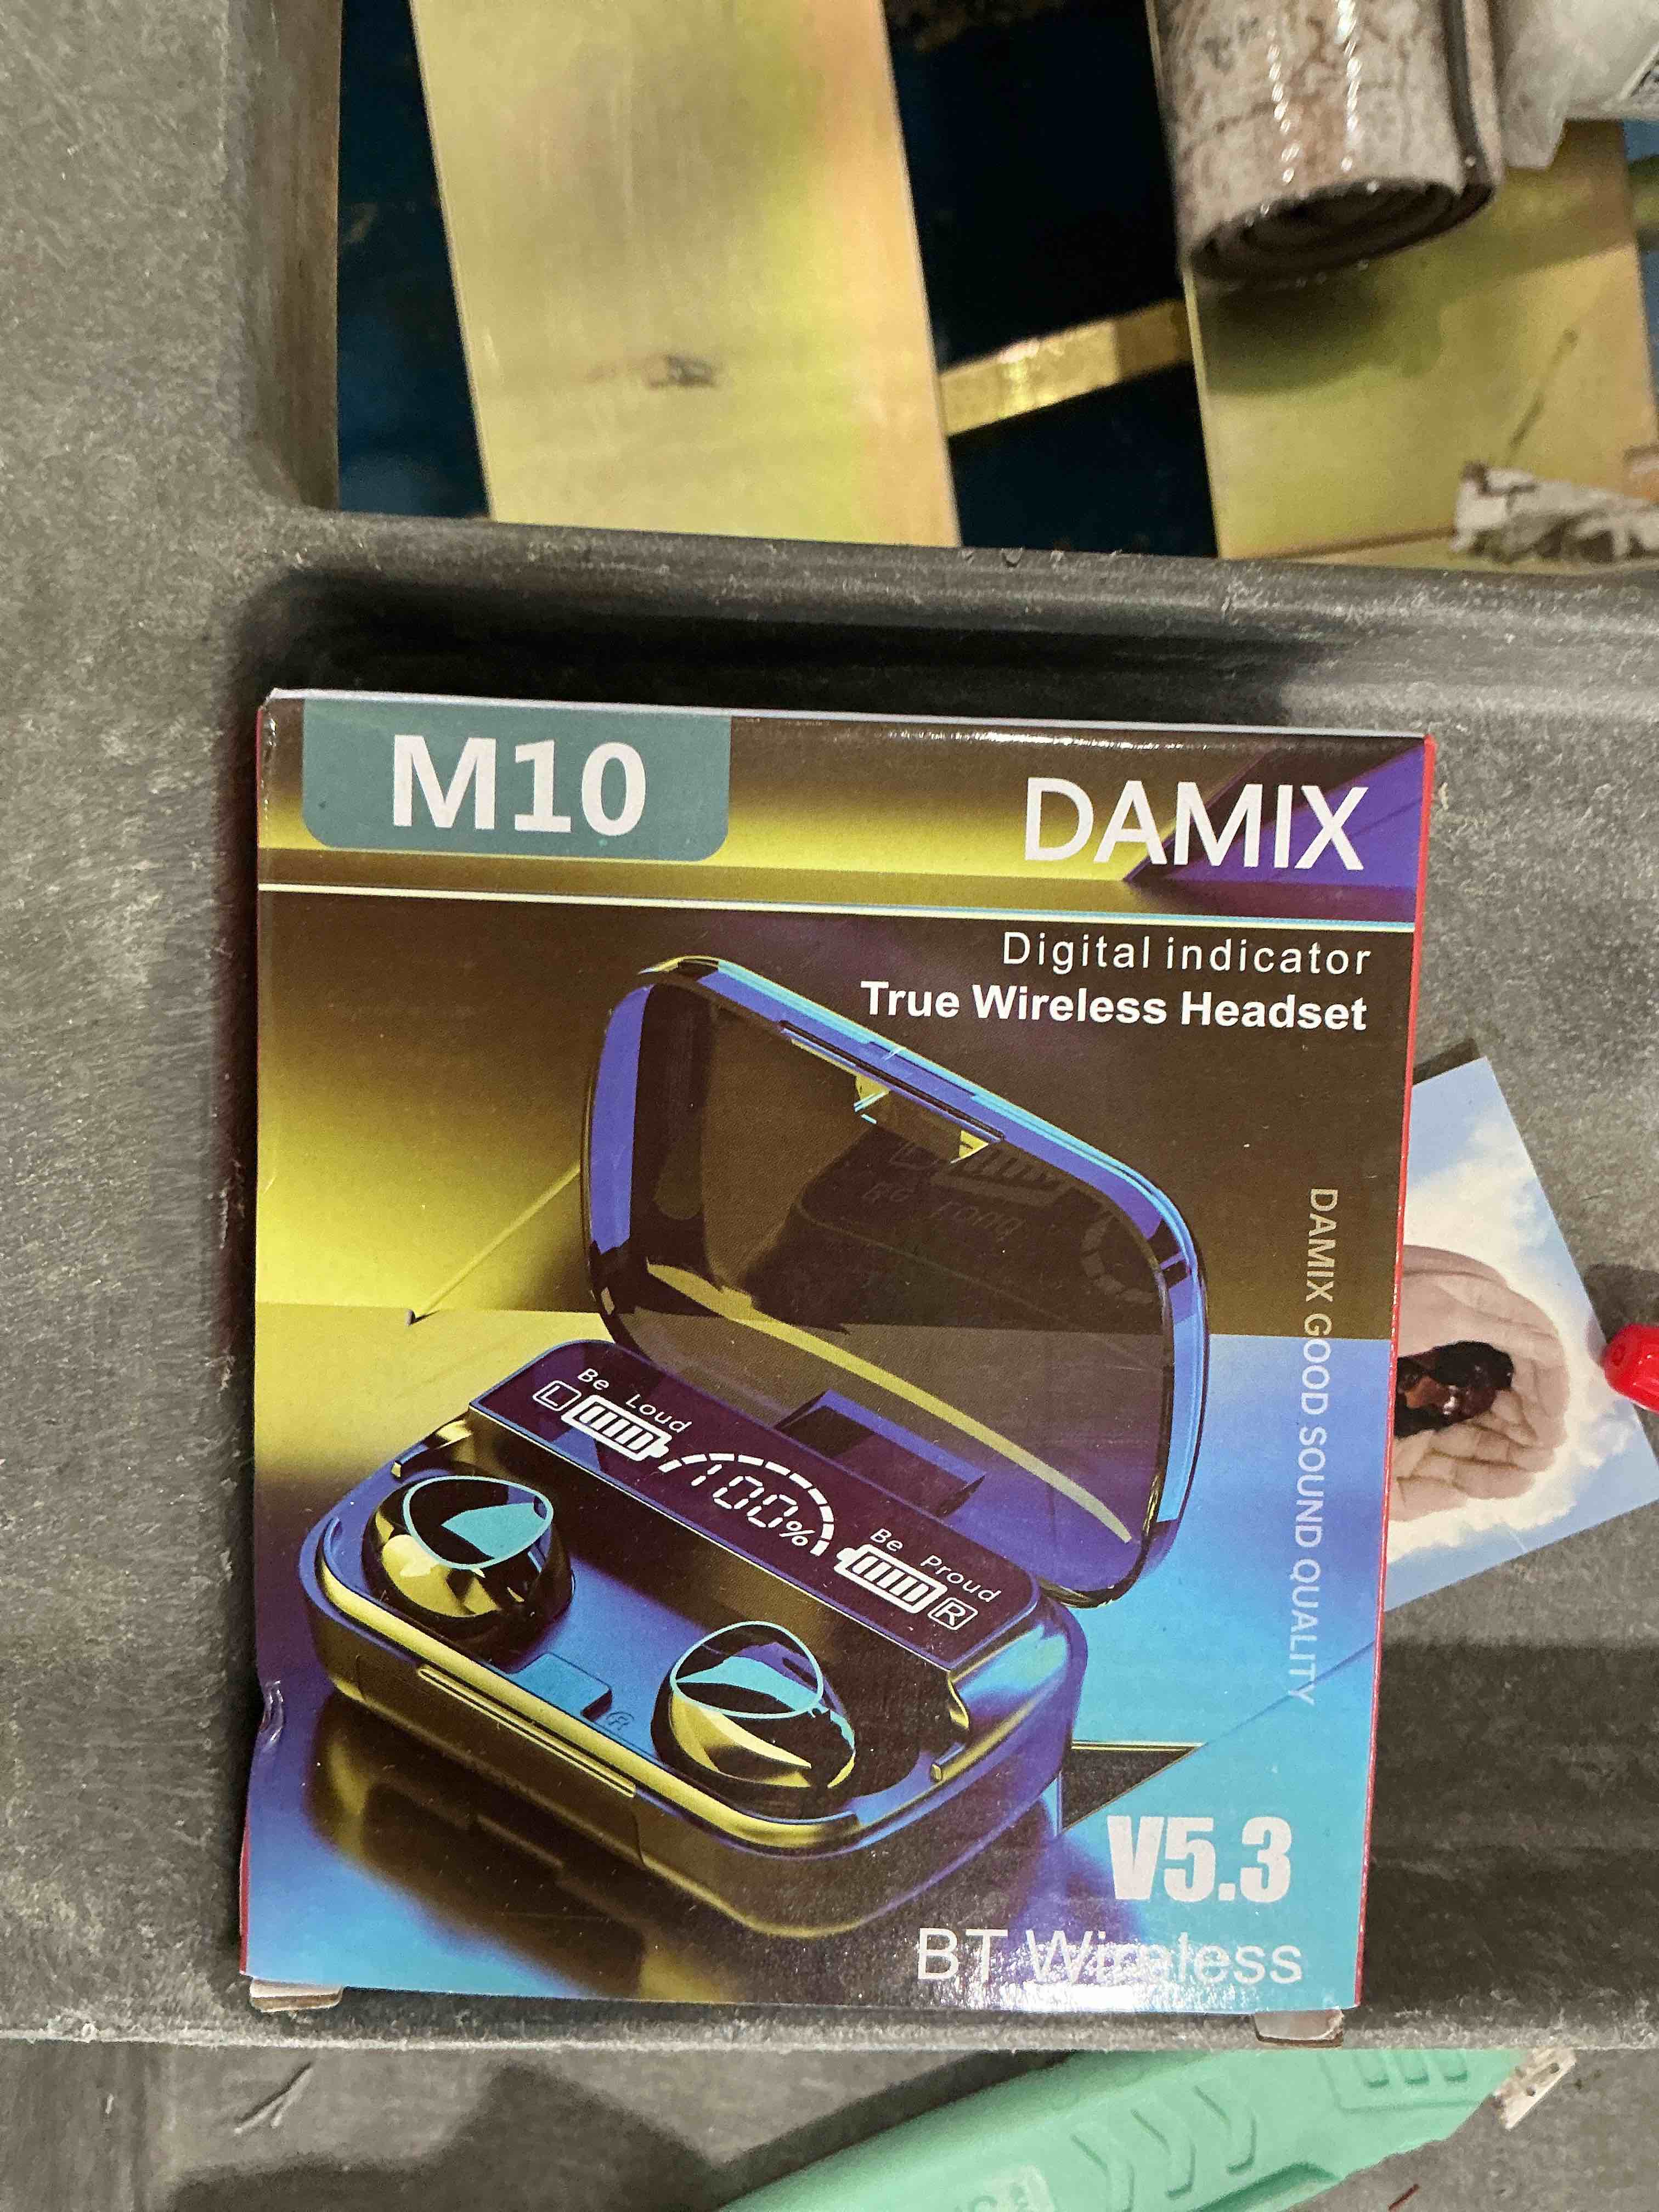 M10
DAMIX
Digital indicator
True Wireless Headset
DAMIX GOOD SOUND QUALITY
Be Loud
L
100%
Be Proud
R
V5.3
BT Wireless